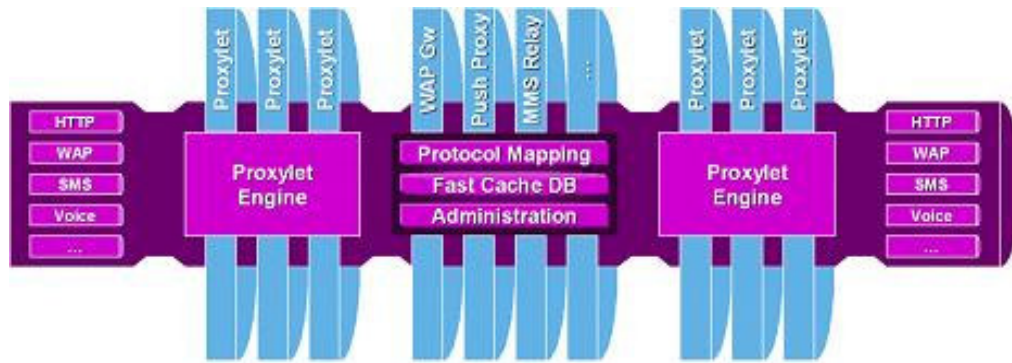 HTTP
WAP
SMS
Voice
...
Proxylet
Proxylet
Proxylet
Proxylet
Engine
WAP Gw
Push Proxy
MMS Relay
...
Protocol Mapping
Fast Cache DB
Administration
Proxylet
Proxylet
Proxylet
Proxylet
Engine
HTTP
WAP
SMS
Voice
...